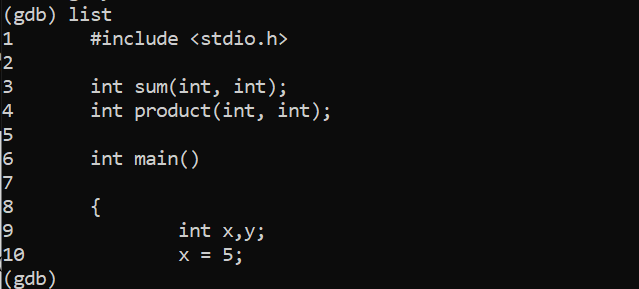 (gdb) list
1 #include <stdio.h>
2
3 int sum(int, int);
4 int product(int, int);
5
6 int main()
7
8 {
9 int x,y;
10 x = 5;
(gdb)